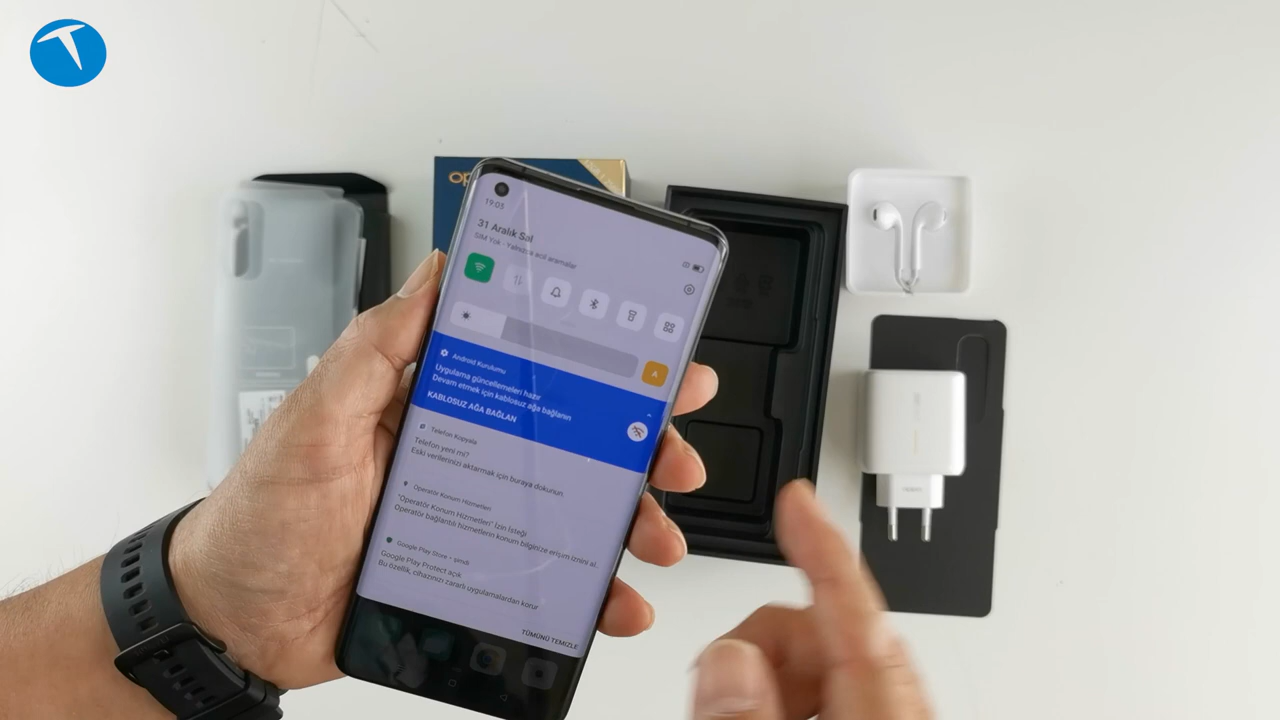 op
19:03
31 Aralık Sal
SIM Yok - Yalnızca acil aramalar
A
Android Kurulumu
Uygulama güncellemeleri hazır
Devam etmek için kablosuz ağa bağlanın
KABLOSUZ AĞA BAĞLAN
Telefon Kopyala
Telefon yeni mi?
Eski verilerinizi aktarmak için buraya dokunun.
Operatör Konum Hizmetleri
"Operatör Konum Hizmetleri" İzin İsteği
Operatör bağlantılı hizmetlerin konum bilginize erişim iznini al.
Google Play Store • şimdi
Google Play Protect açık
Bu özellik, cihazınızı zararlı uygulamalardan korur
TÜMÜNÜ TEMİZLE